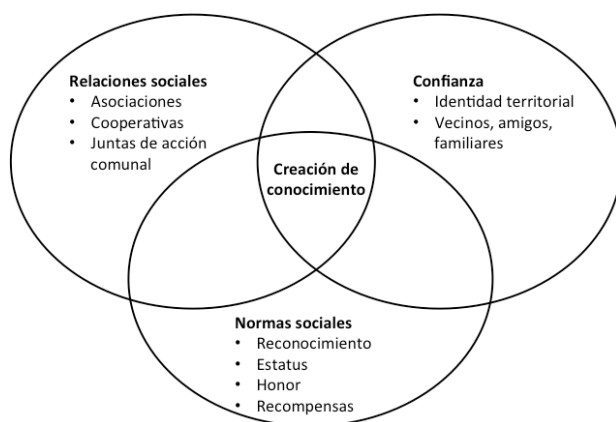 Relaciones sociales
• Asociaciones
• Cooperativas
• Juntas de acción
comunal
Confianza
• Identidad territorial
• Vecinos, amigos,
familiares
Creación de
conocimiento
Normas sociales
• Reconocimiento
• Estatus
• Honor
• Recompensas